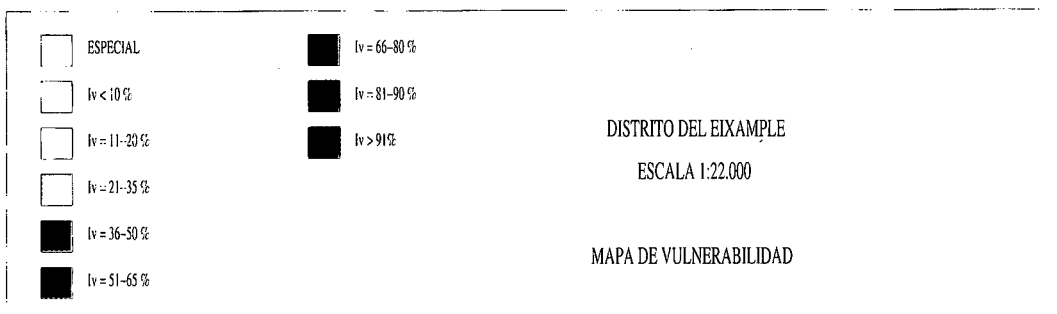 ESPECIAL
Iv < 10 %
Iv = 11-20 %
Iv = 21-35 %
Iv = 36-50 %
Iv = 51-65 %
Iv = 66-80 %
Iv = 81-90 %
Iv > 91%
DISTRITO DEL EIXAMPLE
ESCALA 1:22.000
MAPA DE VULNERABILIDAD